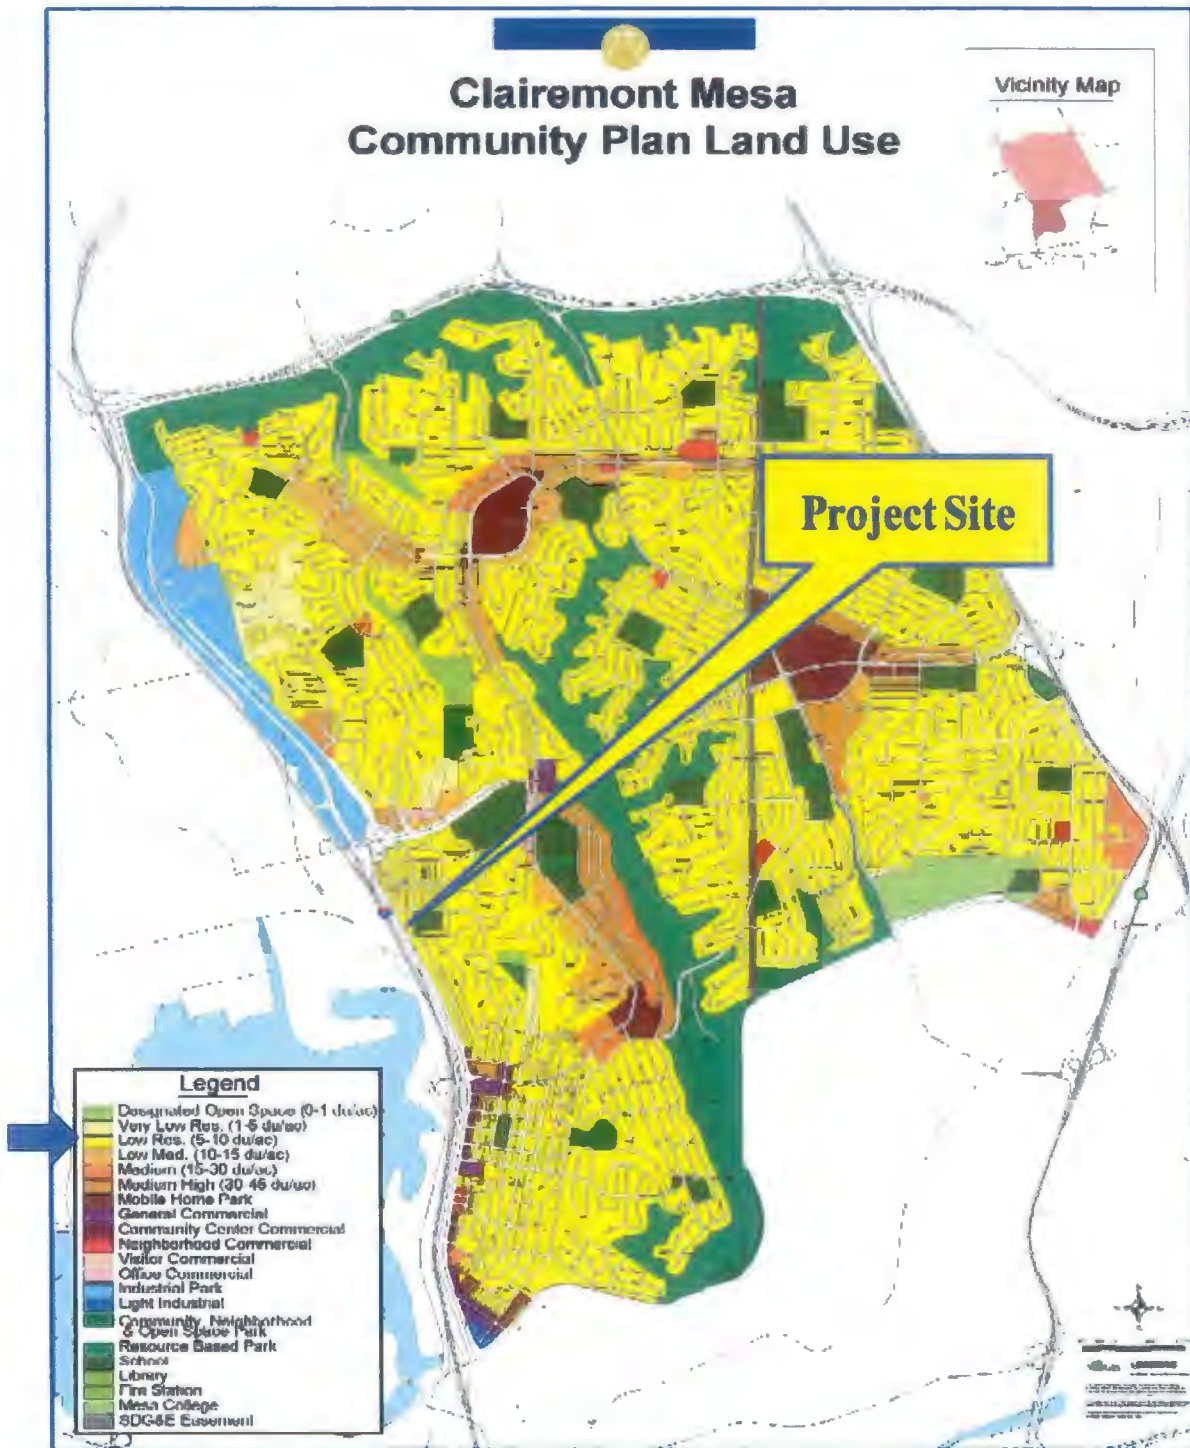 Clairemont Mesa
Community Plan Land Use
Vicinity Map
Project Site
Legend
Designated Open Space (0-1 du/ac)
Very Low Res. (1-5 du/ac)
Low Res. (5-10 du/ac)
Low Med. (10-15 du/ac)
Medium (15-30 du/ac)
Medium High (30-45 du/ac)
Mobile Home Park
General Commercial
Community Center Commercial
Neighborhood Commercial
Visitor Commercial
Office Commercial
Industrial Park
Light Industrial
Community, Neighborhood
& Open Space Park
Resource Based Park
School
Library
Fire Station
Mesa College
SDG&E Easement